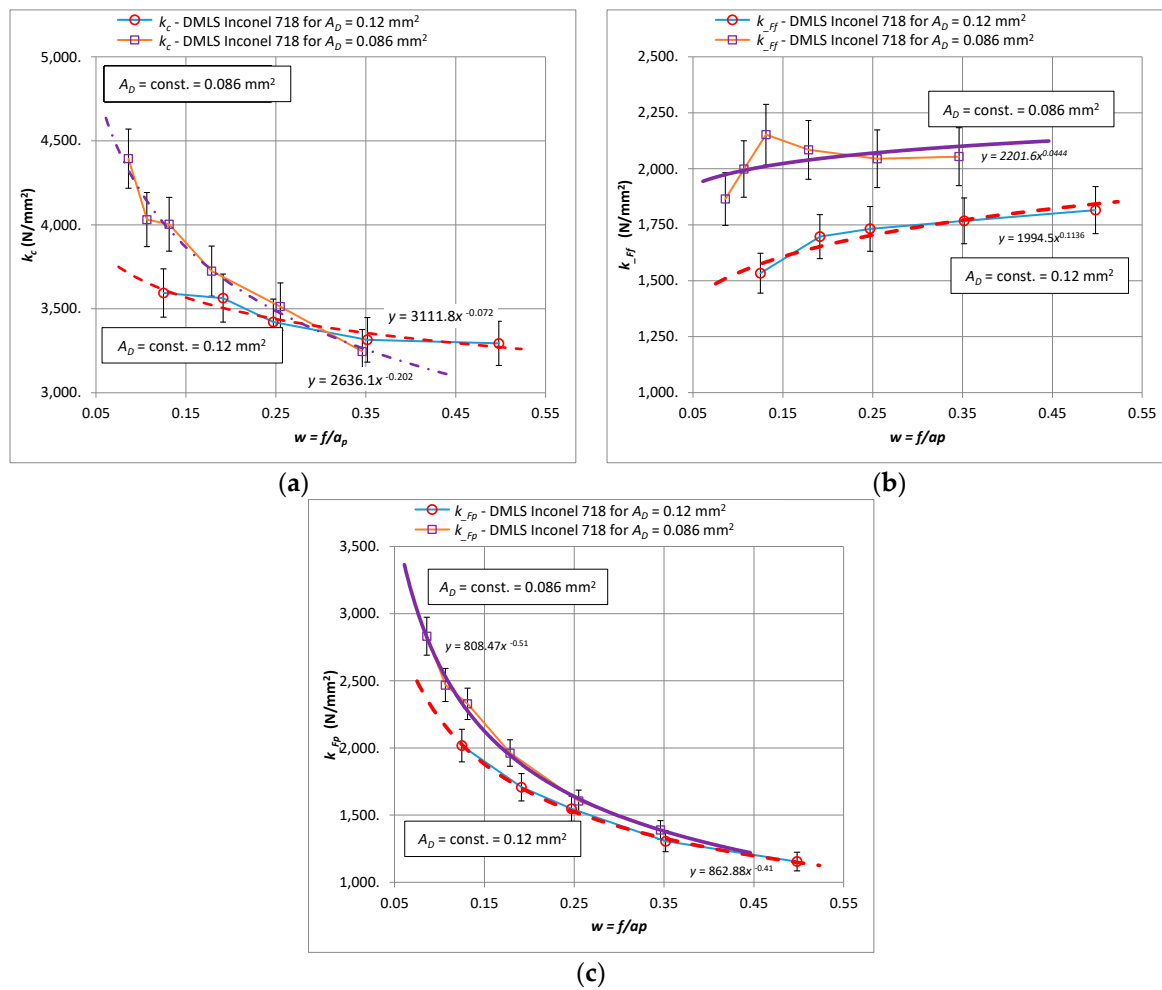 k_c - DMLS Inconel 718 for A_D = 0.12 mm²
k_c - DMLS Inconel 718 for A_D = 0.086 mm²
5,000.
4,500.
4,000.
3,500.
3,000.
k_c (N/mm²)
A_D = const. = 0.086 mm²
y = 3111.8x^-0.072
A_D = const. = 0.12 mm²
y = 2636.1x^-0.202
0.05 0.15 0.25 0.35 0.45 0.55
w = f/a_p
(a)
k_Ff - DMLS Inconel 718 for A_D = 0.12 mm²
k_Ff - DMLS Inconel 718 for A_D = 0.086 mm²
2,500.
2,250.
2,000.
1,750.
1,500.
1,250.
1,000.
k_Ff (N/mm²)
A_D = const. = 0.086 mm²
y = 2201.6x^0.0444
y = 1994.5x^0.1136
A_D = const. = 0.12 mm²
0.05 0.15 0.25 0.35 0.45 0.55
w = f/ap
(b)
k_Fp - DMLS Inconel 718 for A_D = 0.12 mm²
k_Fp - DMLS Inconel 718 for A_D = 0.086 mm²
3,500.
3,000.
2,500.
2,000.
1,500.
1,000.
k_Fp (N/mm²)
A_D = const. = 0.086 mm²
y = 808.47x^-0.51
A_D = const. = 0.12 mm²
y = 862.88x^-0.41
0.05 0.15 0.25 0.35 0.45 0.55
w = f/ap
(c)